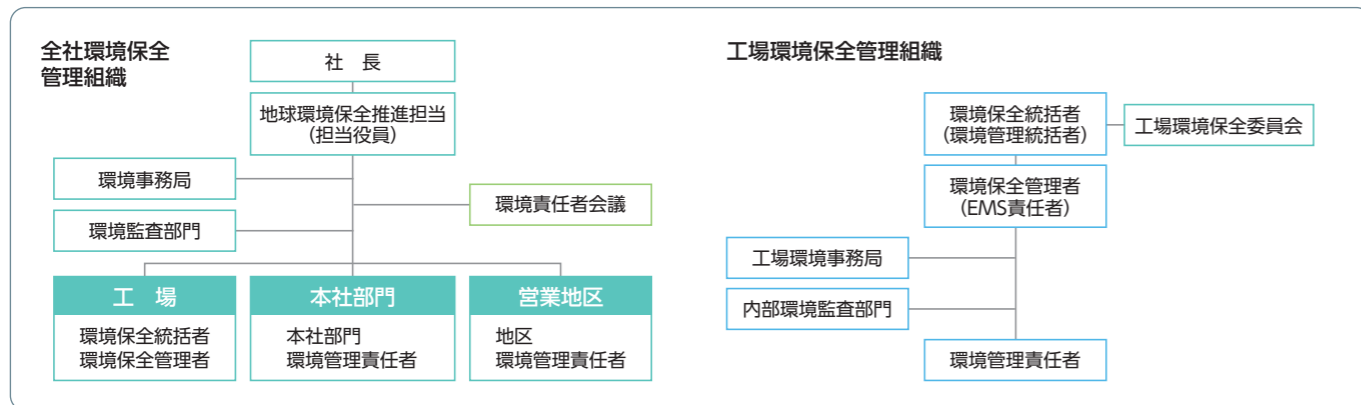 全社環境保全
管理組織
社　長
地球環境保全推進担当
(担当役員)
環境事務局
環境責任者会議
環境監査部門
工　場
環境保全統括者
環境保全管理者
本社部門
本社部門
環境管理責任者
営業地区
地区
環境管理責任者
工場環境保全管理組織
環境保全統括者
(環境管理統括者)
工場環境保全委員会
環境保全管理者
(EMS責任者)
工場環境事務局
内部環境監査部門
環境管理責任者